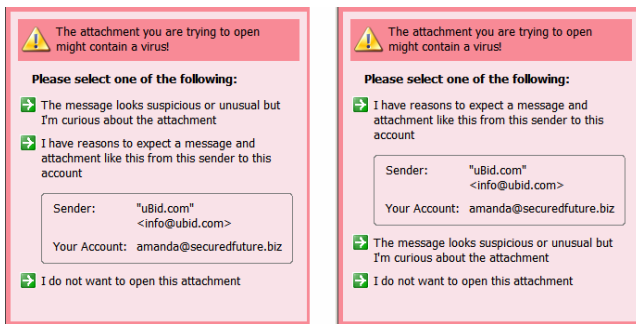 The attachment you are trying to open
might contain a virus!
Please select one of the following:
The message looks suspicious or unusual but
I'm curious about the attachment
I have reasons to expect a message and
attachment like this from this sender to this
account
Sender: "uBid.com"
<info@ubid.com>
Your Account: amanda@securedfuture.biz
I do not want to open this attachment
The attachment you are trying to open
might contain a virus!
Please select one of the following:
I have reasons to expect a message and
attachment like this from this sender to this
account
Sender: "uBid.com"
<info@ubid.com>
Your Account: amanda@securedfuture.biz
The message looks suspicious or unusual but
I'm curious about the attachment
I do not want to open this attachment